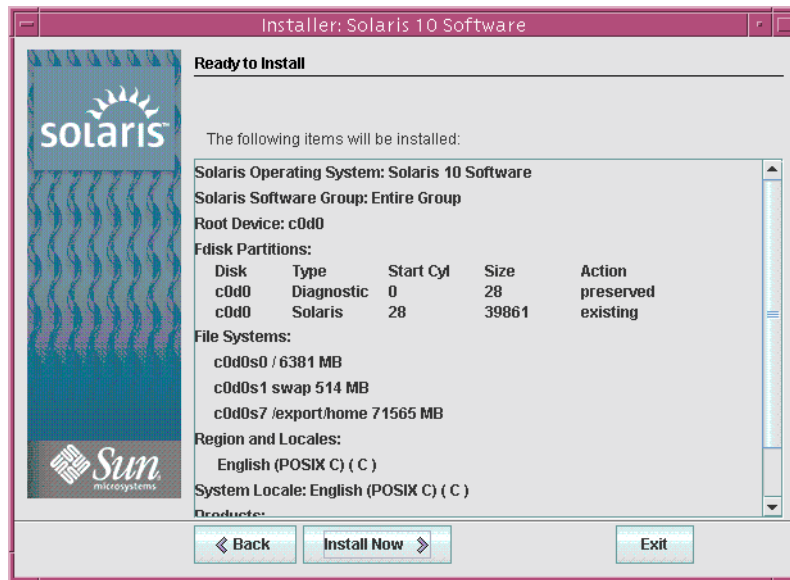 Installer: Solaris 10 Software
solaris™
Ready to Install
The following items will be installed:
Solaris Operating System: Solaris 10 Software
Solaris Software Group: Entire Group
Root Device: c0d0
Fdisk Partitions:
Disk Type Start Cyl Size Action
c0d0 Diagnostic 0 28 preserved
c0d0 Solaris 28 39861 existing
File Systems:
c0d0s0 / 6381 MB
c0d0s1 swap 514 MB
c0d0s7 /export/home 71565 MB
Region and Locales:
English (POSIX C) ( C )
System Locale: English (POSIX C) ( C )
Products:
Sun
microsystems
Back Install Now Exit